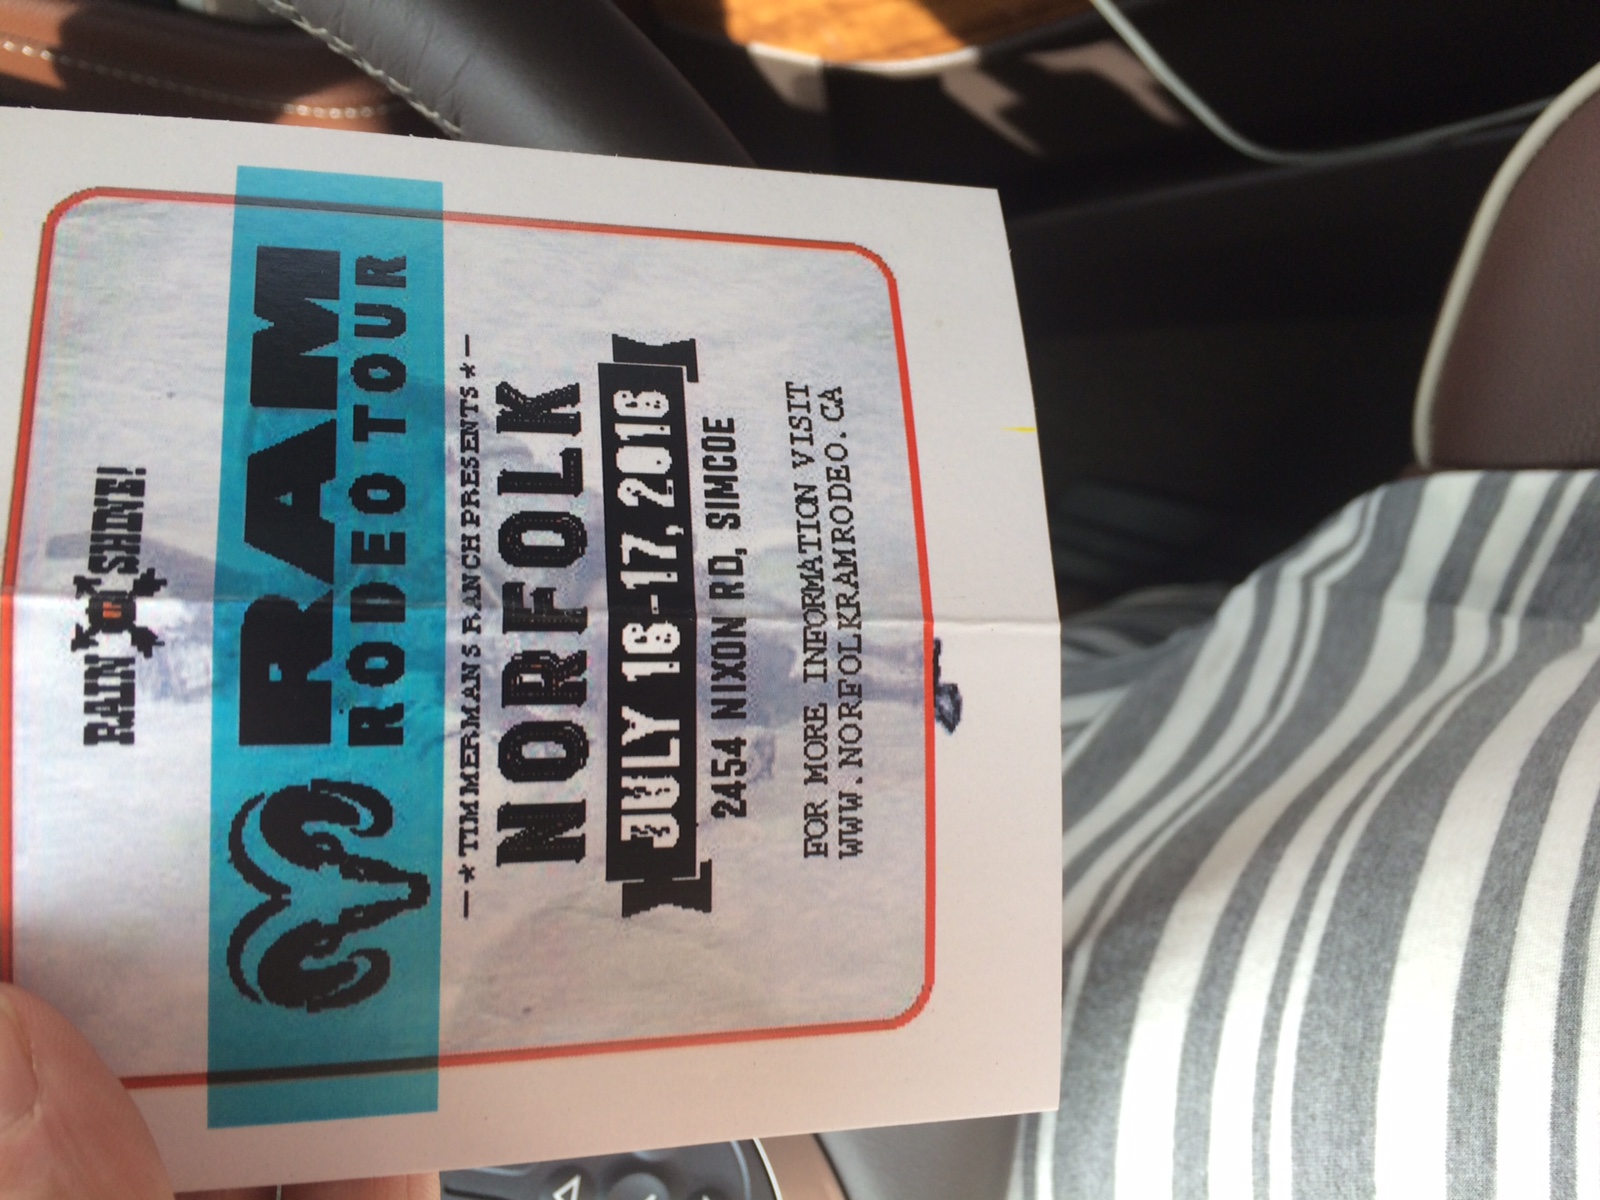 RAIN OR SHINE!
RAM
RODEO TOUR
—*TIMMERMANS RANCH PRESENTS*—
NORFOLK
JULY 16-17, 2016
2454 NIXON RD, SIMCOE
FOR MORE INFORMATION VISIT
WWW.NORFOLKRAMRODEO.CA